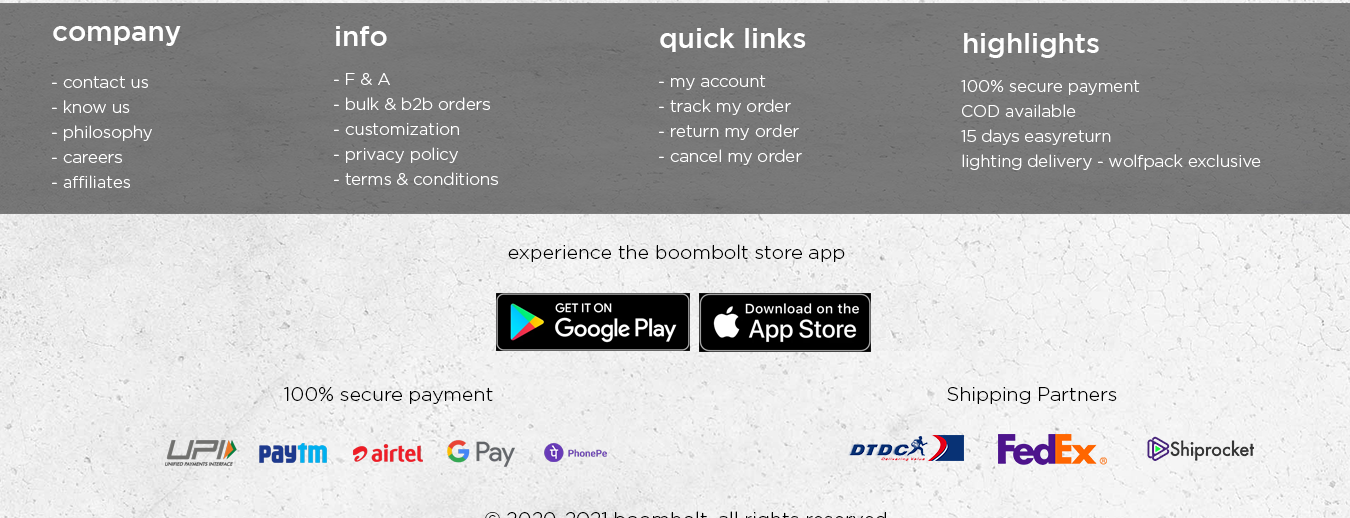 company
- contact us
- know us
- philosophy
- careers
- affiliates
info
- F & A
- bulk & b2b orders
- customization
- privacy policy
- terms & conditions
quick links
- my account
- track my order
- return my order
- cancel my order
highlights
100% secure payment
COD available
15 days easyreturn
lighting delivery - wolfpack exclusive
experience the boombolt store app
GET IT ON
Google Play
Download on the
App Store
100% secure payment
UPI
UNIFIED PAYMENTS INTERFACE
paytm
airtel
G Pay
PhonePe
Shipping Partners
DTDC
Delivering Value
FedEx®
Shiprocket
© 2020-2021 boombolt, all rights reserved